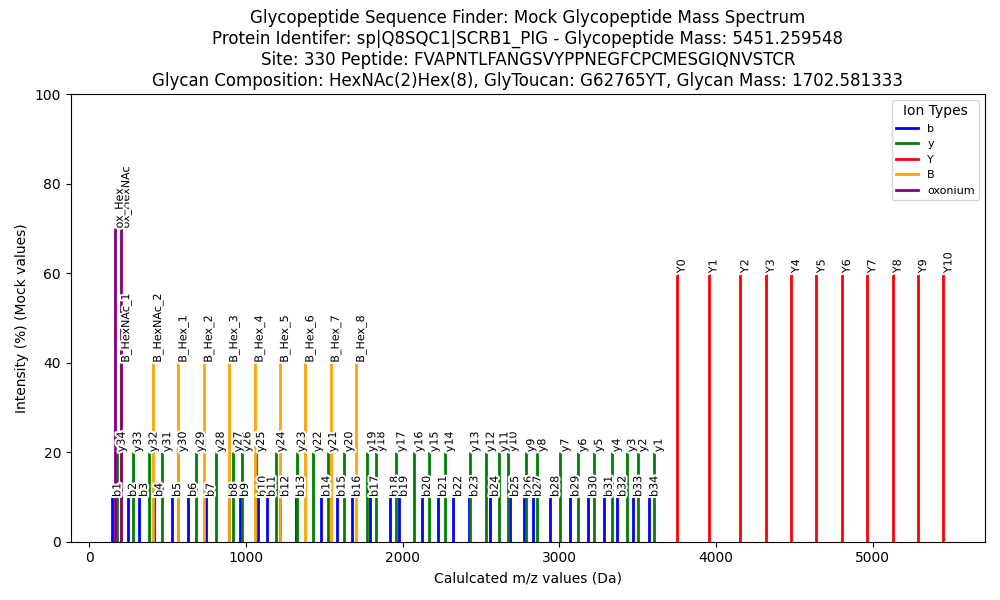 Glycopeptide Sequence Finder: Mock Glycopeptide Mass Spectrum
Protein Identifer: sp|Q8SQC1|SCRB1_PIG - Glycopeptide Mass: 5451.259548
Site: 330 Peptide: FVAPNTLFANGSVYPPNEGFCPCMESGIQNVSTCR
Glycan Composition: HexNAc(2)Hex(8), GlyToucan: G62765YT, Glycan Mass: 1702.581333
Intensity (%) (Mock values)
100
80
60
40
20
0
Ion Types
b
y
Y
B
oxonium
ox_Hex
ox_HexNAc
Y0
Y1
Y2
Y3
Y4
Y5
Y6
Y7
Y8
Y9
Y10
B_HexNAc_1
B_HexNAc_2
B_Hex_1
B_Hex_2
B_Hex_3
B_Hex_4
B_Hex_5
B_Hex_6
B_Hex_7
B_Hex_8
y34
y33
y32
y31
y30
y29
y28
y27
y26
y25
y24
y23
y22
y21
y20
y19
y18
y17
y16
y15
y14
y13
y12
y11
y10
y9
y8
y7
y6
y5
y4
y3
y2
y1
b1
b2
b3
b4
b5
b6
b7
b8
b9
b10
b11
b12
b13
b14
b15
b16
b17
b18
b19
b20
b21
b22
b23
b24
b25
b26
b27
b28
b29
b30
b31
b32
b33
b34
0
1000
2000
3000
4000
5000
Calulcated m/z values (Da)